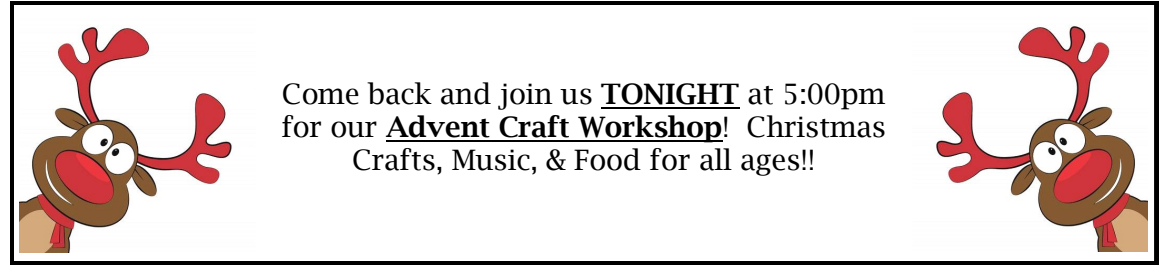 Come back and join us TONIGHT at 5:00pm
for our Advent Craft Workshop!  Christmas
Crafts, Music, & Food for all ages!!